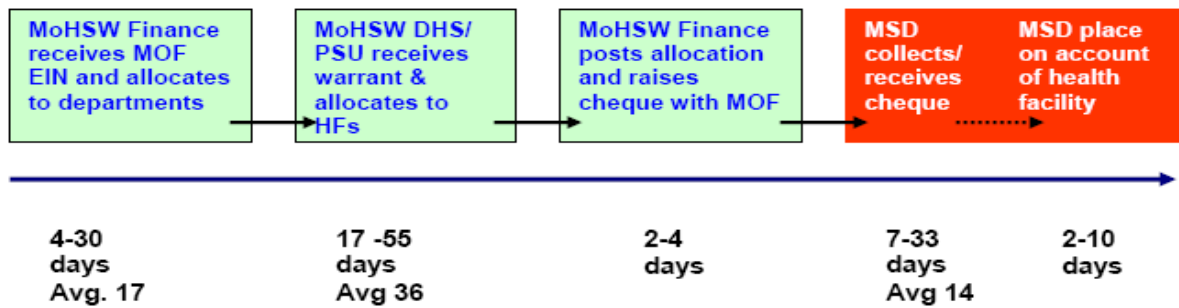 MoHSW Finance
receives MOF
EIN and allocates
to departments
MoHSW DHS/
PSU receives
warrant &
allocates to
HFs
MoHSW Finance
posts allocation
and raises
cheque with MOF
MSD
collects/
receives
cheque
MSD place
on account
of health
facility
4-30
days
Avg. 17
17 -55
days
Avg 36
2-4
days
7-33
days
Avg 14
2-10
days